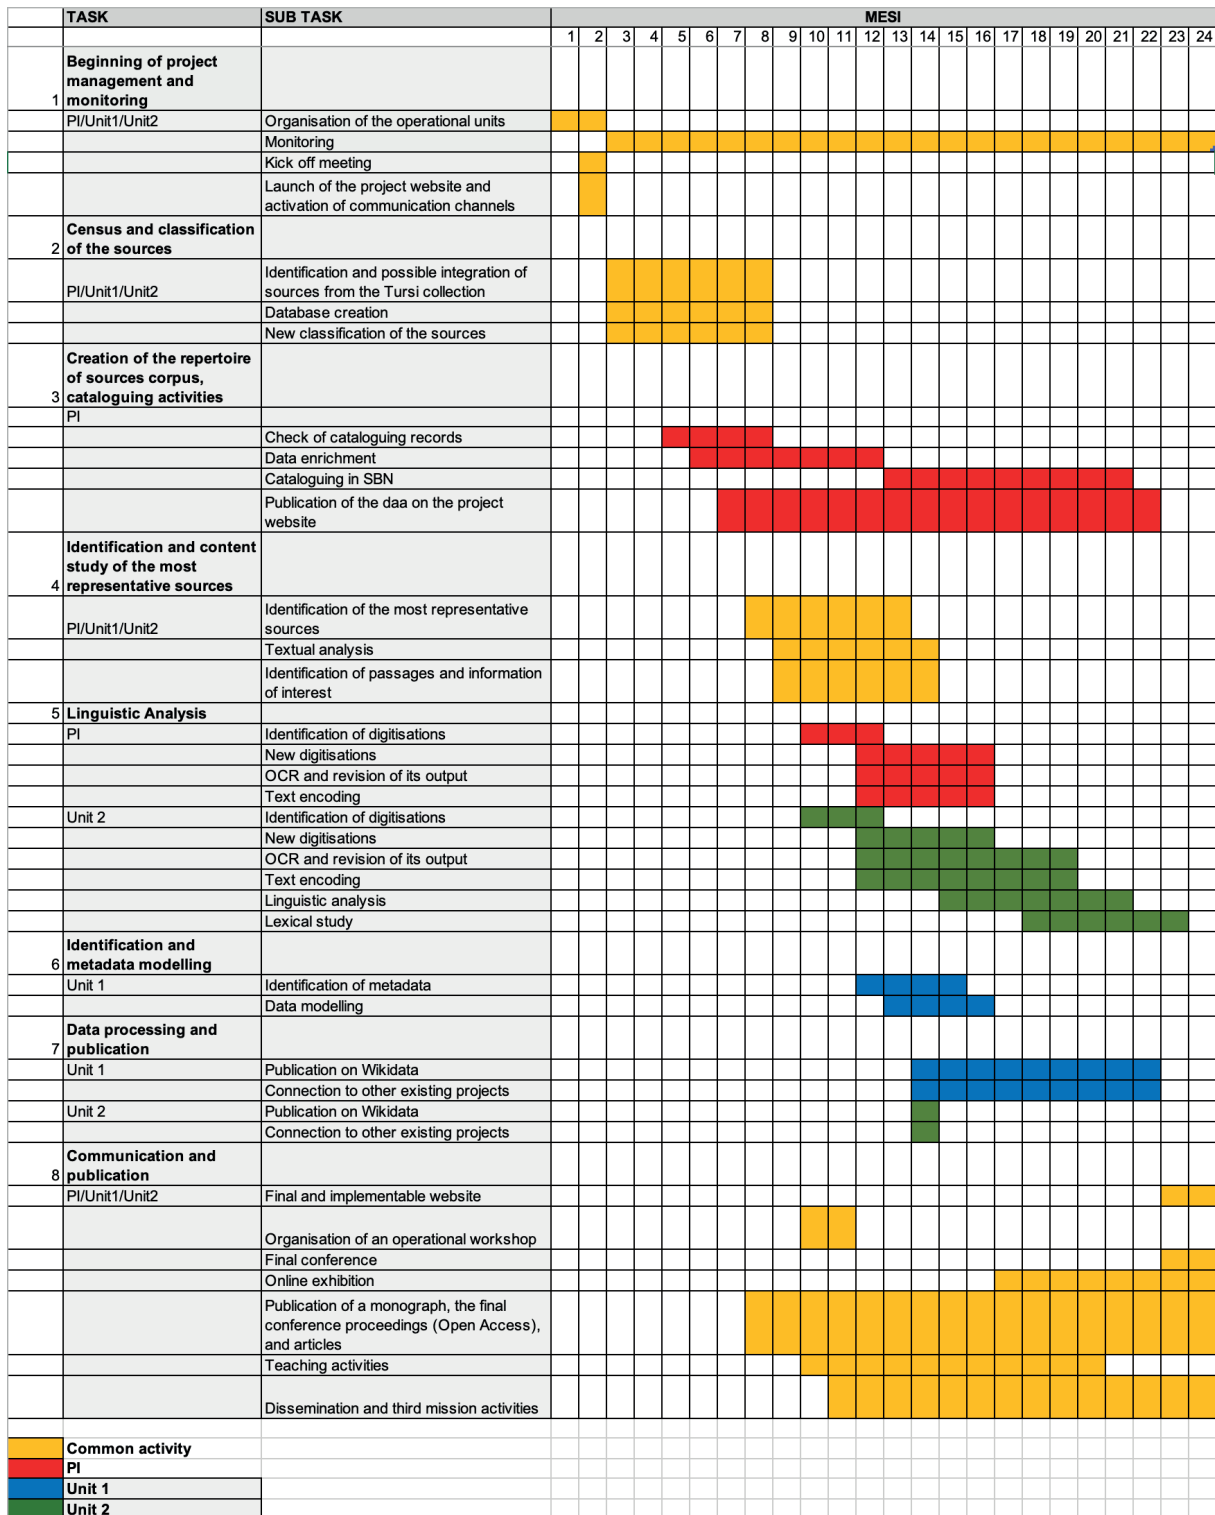 TASK SUB TASK MESI
1 2 3 4 5 6 7 8 9 10 11 12 13 14 15 16 17 18 19 20 21 22 23 24
Beginning of project
management and
1 monitoring
PI/Unit1/Unit2 Organisation of the operational units
Monitoring
Kick off meeting
Launch of the project website and
activation of communication channels
Census and classification
2 of the sources
Identification and possible integration of
PI/Unit1/Unit2 sources from the Tursi collection
Database creation
New classification of the sources
Creation of the repertoire
of sources corpus,
3 cataloguing activities
PI
Check of cataloguing records
Data enrichment
Cataloguing in SBN
Publication of the daa on the project
website
Identification and content
study of the most
4 representative sources
Identification of the most representative
PI/Unit1/Unit2 sources
Textual analysis
Identification of passages and information
of interest
5 Linguistic Analysis
PI Identification of digitisations
New digitisations
OCR and revision of its output
Text encoding
Unit 2 Identification of digitisations
New digitisations
OCR and revision of its output
Text encoding
Linguistic analysis
Lexical study
Identification and
6 metadata modelling
Unit 1 Identification of metadata
Data modelling
Data processing and
7 publication
Unit 1 Publication on Wikidata
Connection to other existing projects
Unit 2 Publication on Wikidata
Connection to other existing projects
Communication and
8 publication
PI/Unit1/Unit2 Final and implementable website
Organisation of an operational workshop
Final conference
Online exhibition
Publication of a monograph, the final
conference proceedings (Open Access),
and articles
Teaching activities
Dissemination and third mission activities
Common activity
PI
Unit 1
Unit 2